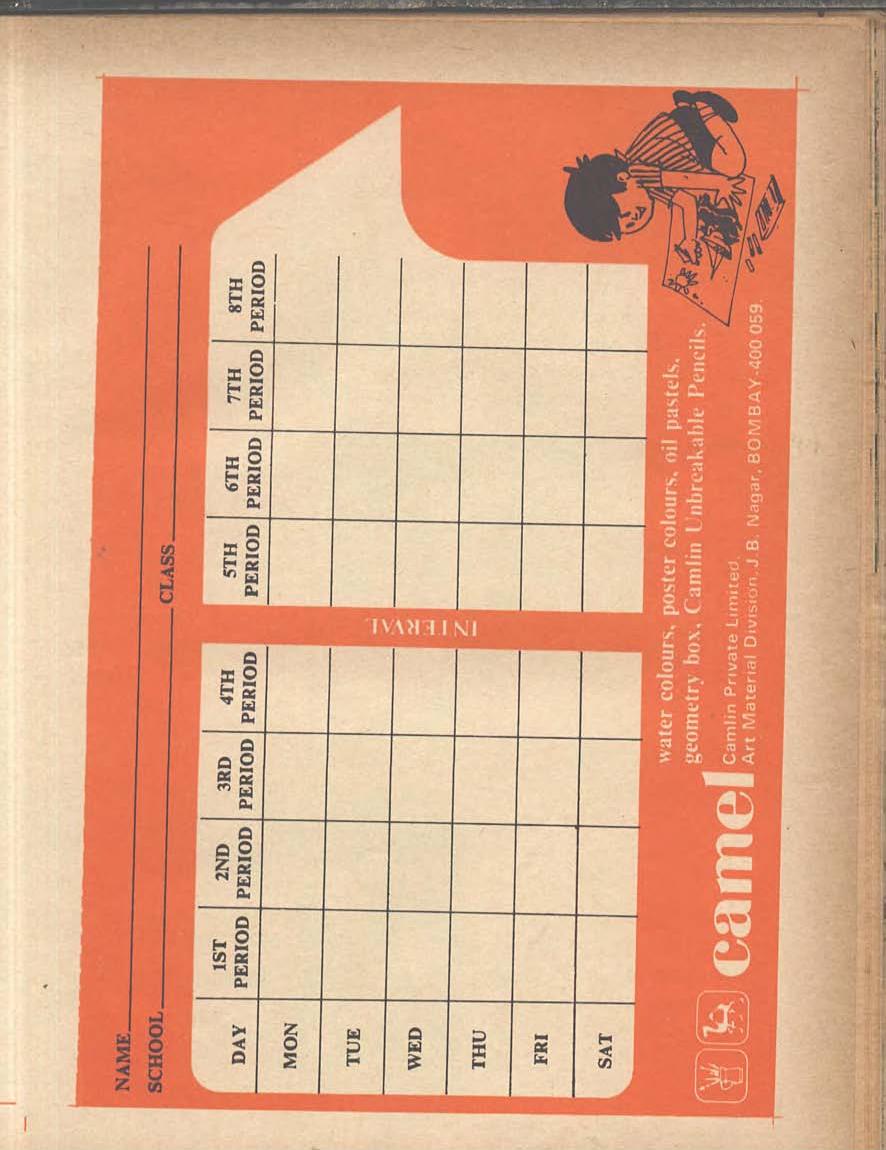 NAME
SCHOOL CLASS
DAY 1ST PERIOD 2ND PERIOD 3RD PERIOD 4TH PERIOD INTERVAL 5TH PERIOD 6TH PERIOD 7TH PERIOD 8TH PERIOD
MON
TUE
WED
THU
FRI
SAT
camel
water colours, poster colours, oil pastels,
geometry box, Camlin Unbreakable Pencils.
Camlin Private Limited.
Art Material Division, J.B. Nagar, BOMBAY-400 059.